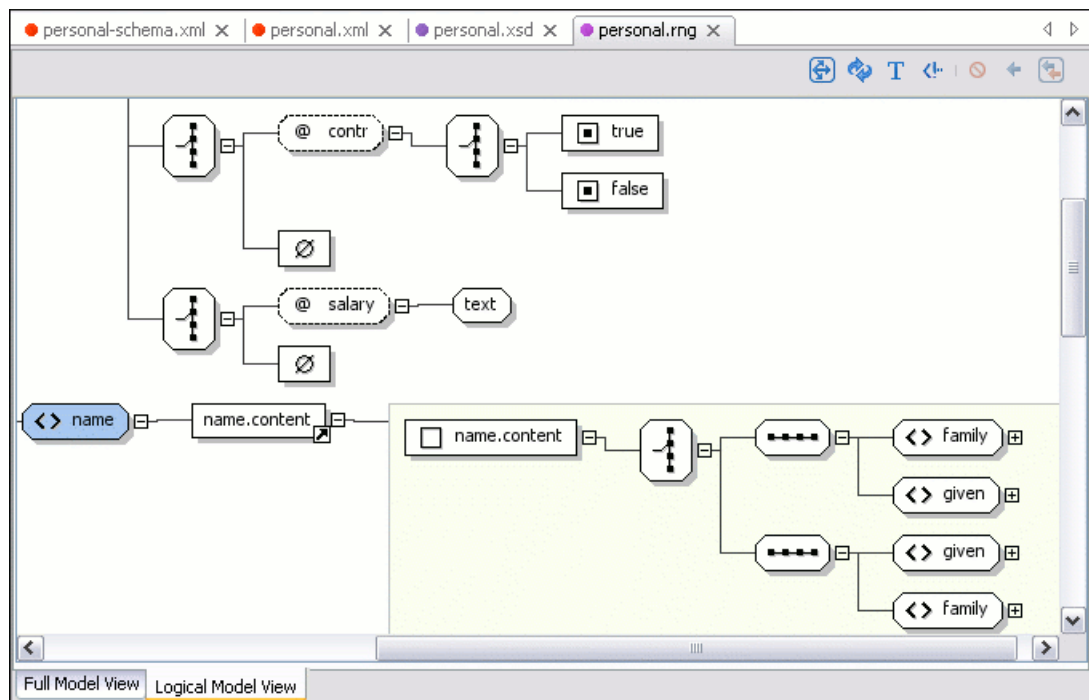 personal-schema.xml personal.xml personal.xsd personal.rng
T
@ contr
true
false
Ø
@ salary text
Ø
<> name name.content name.content <> family
<> given
<> given
<> family
Full Model View Logical Model View